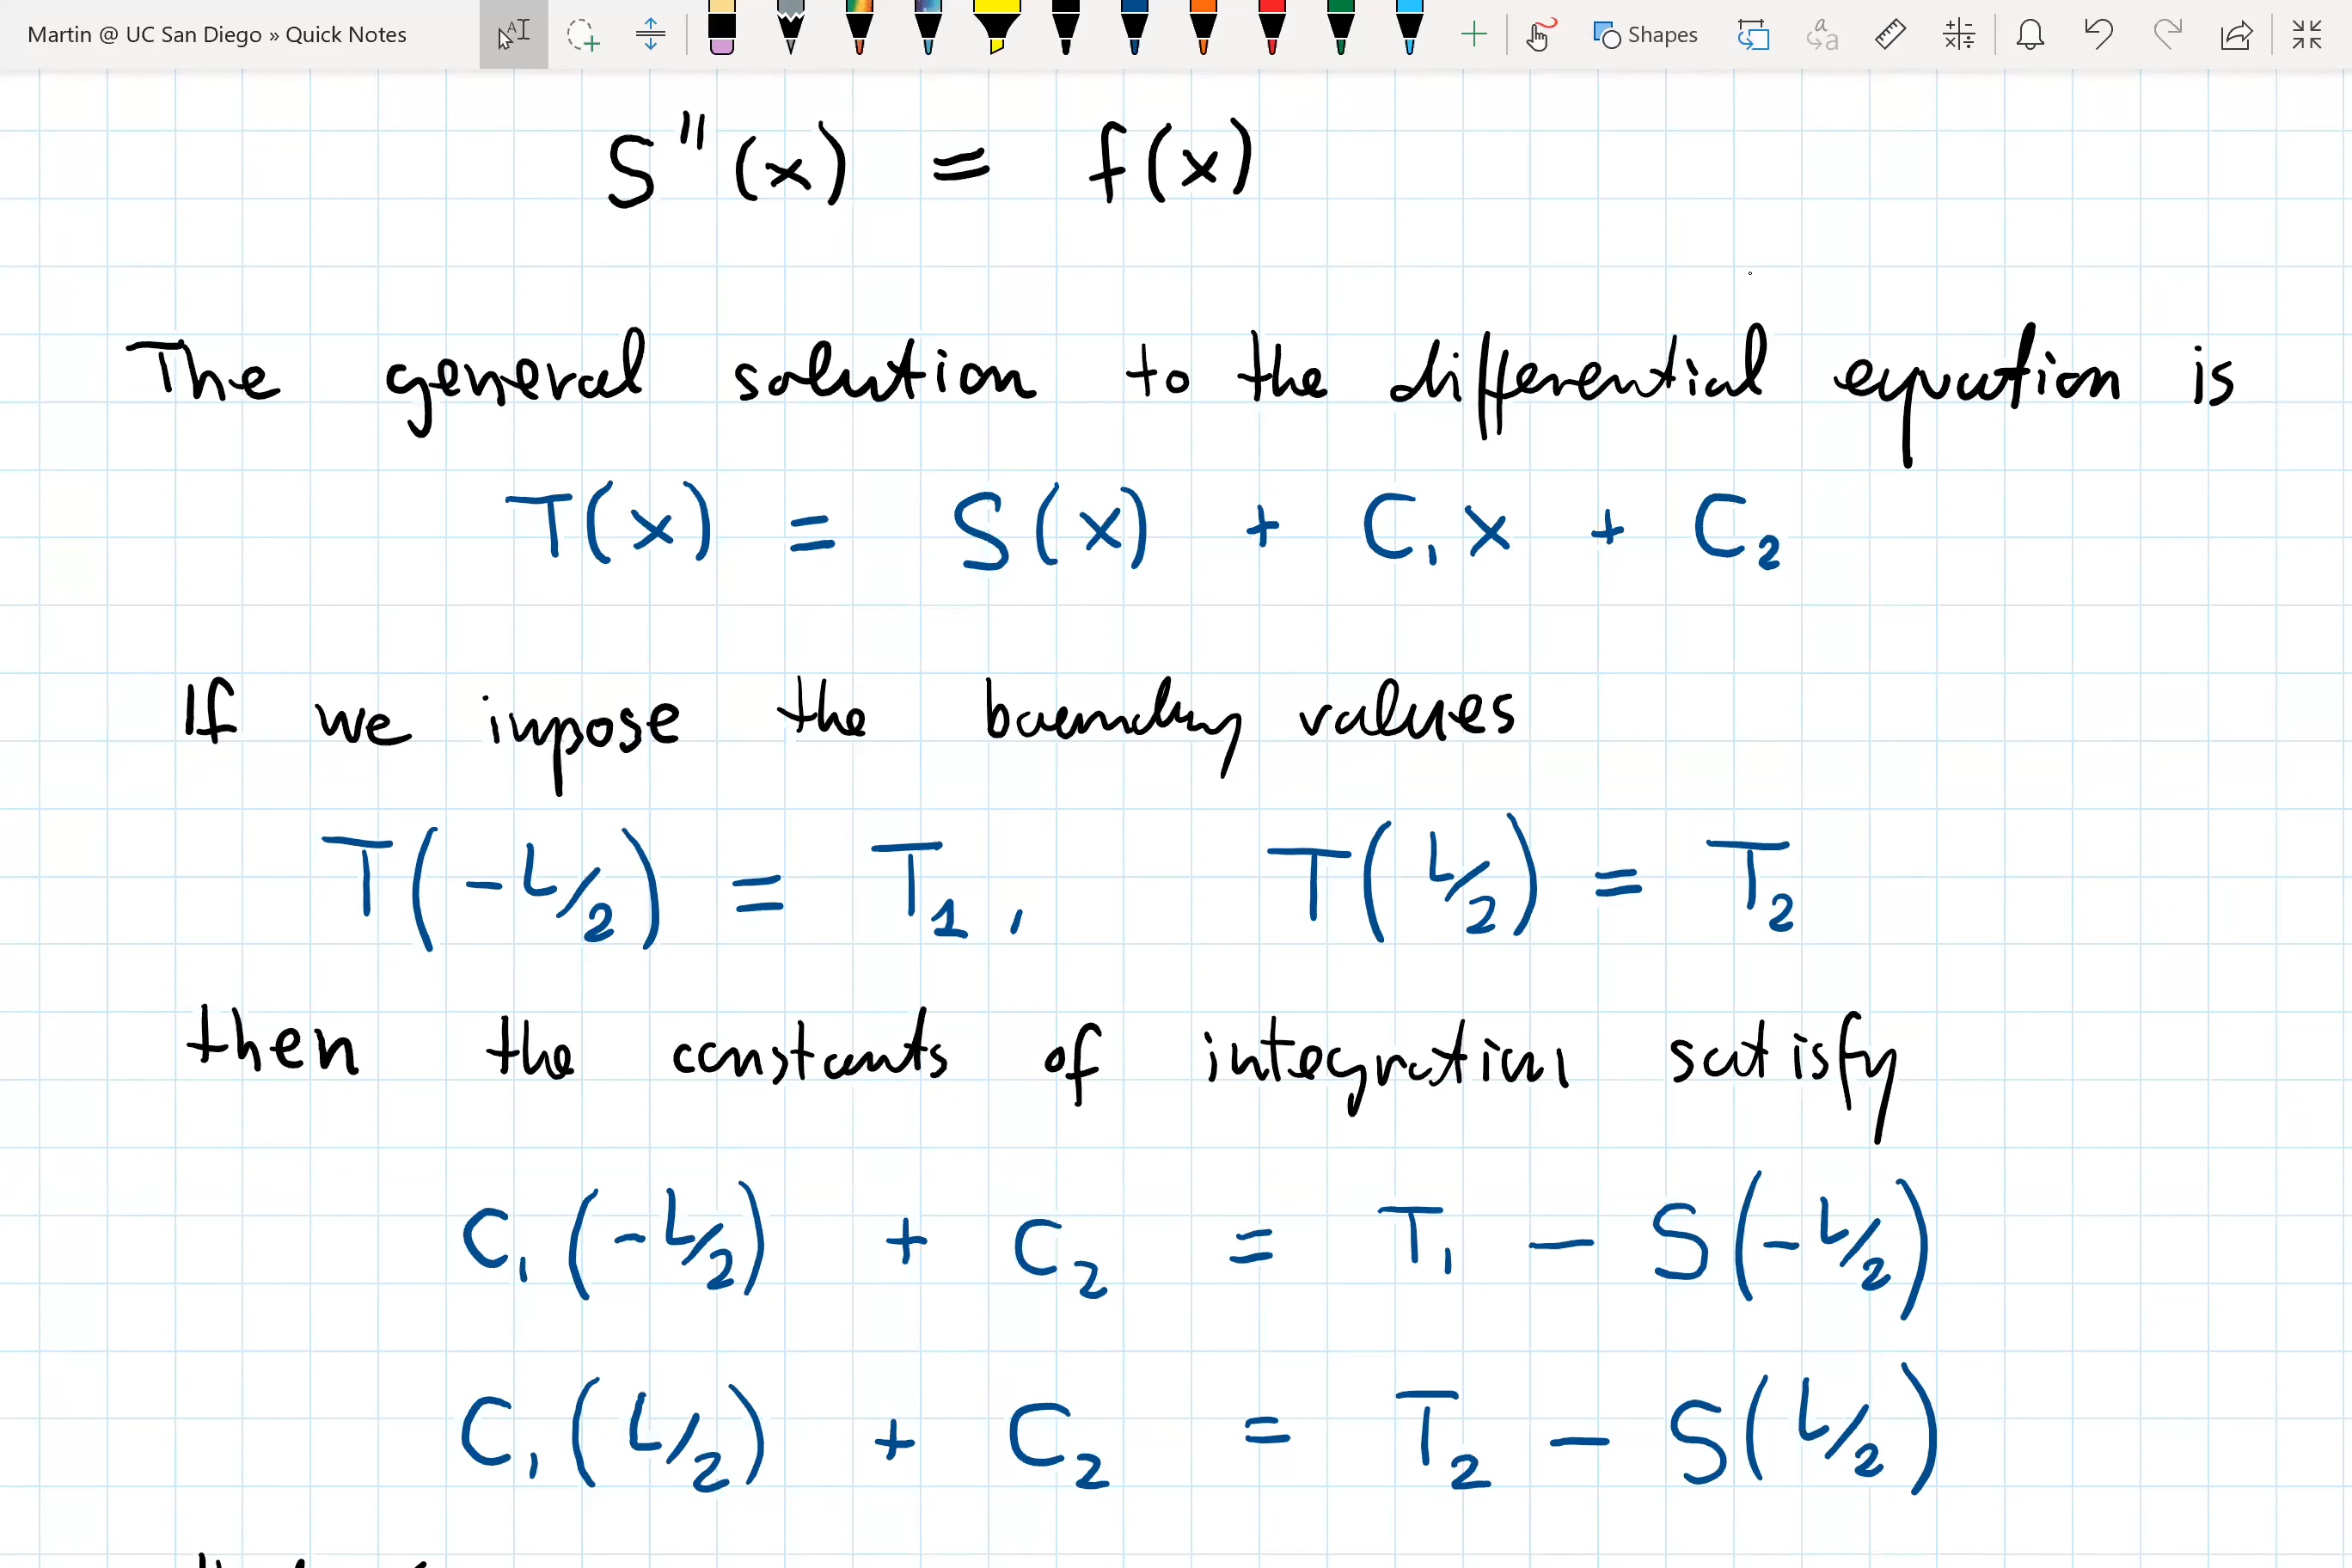 Martin @ UC San Diego » Quick Notes
Shapes
S''(x) = f(x)
The general solution to the differential equation is
T(x) = S(x) + C₁x + C₂
If we impose the boundary values
T(-L/2) = T₁, T(L/2) = T₂
then the constants of integration satisfy
C₁(-L/2) + C₂ = T₁ - S(-L/2)
C₁(L/2) + C₂ = T₂ - S(L/2)